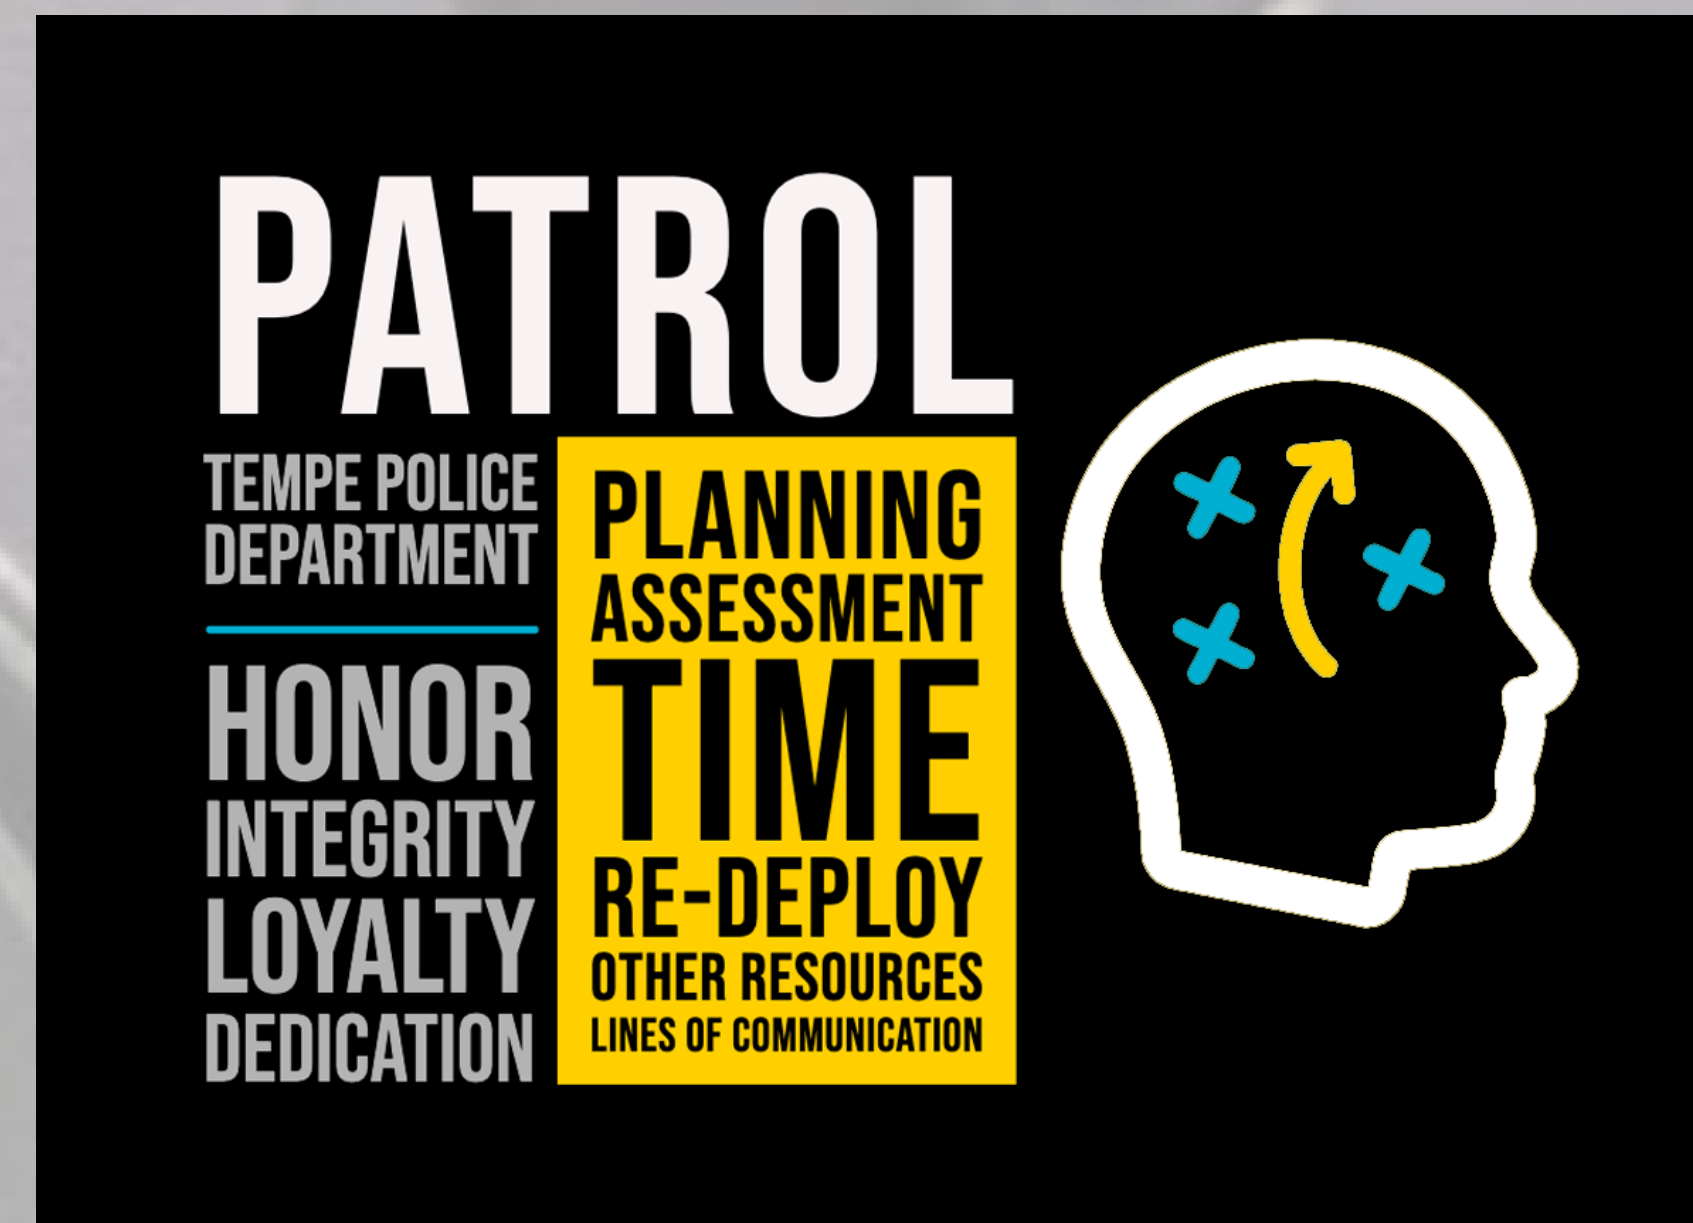 PATROL
TEMPE POLICE
DEPARTMENT
HONOR
INTEGRITY
LOYALTY
DEDICATION
PLANNING
ASSESSMENT
TIME
RE-DEPLOY
OTHER RESOURCES
LINES OF COMMUNICATION